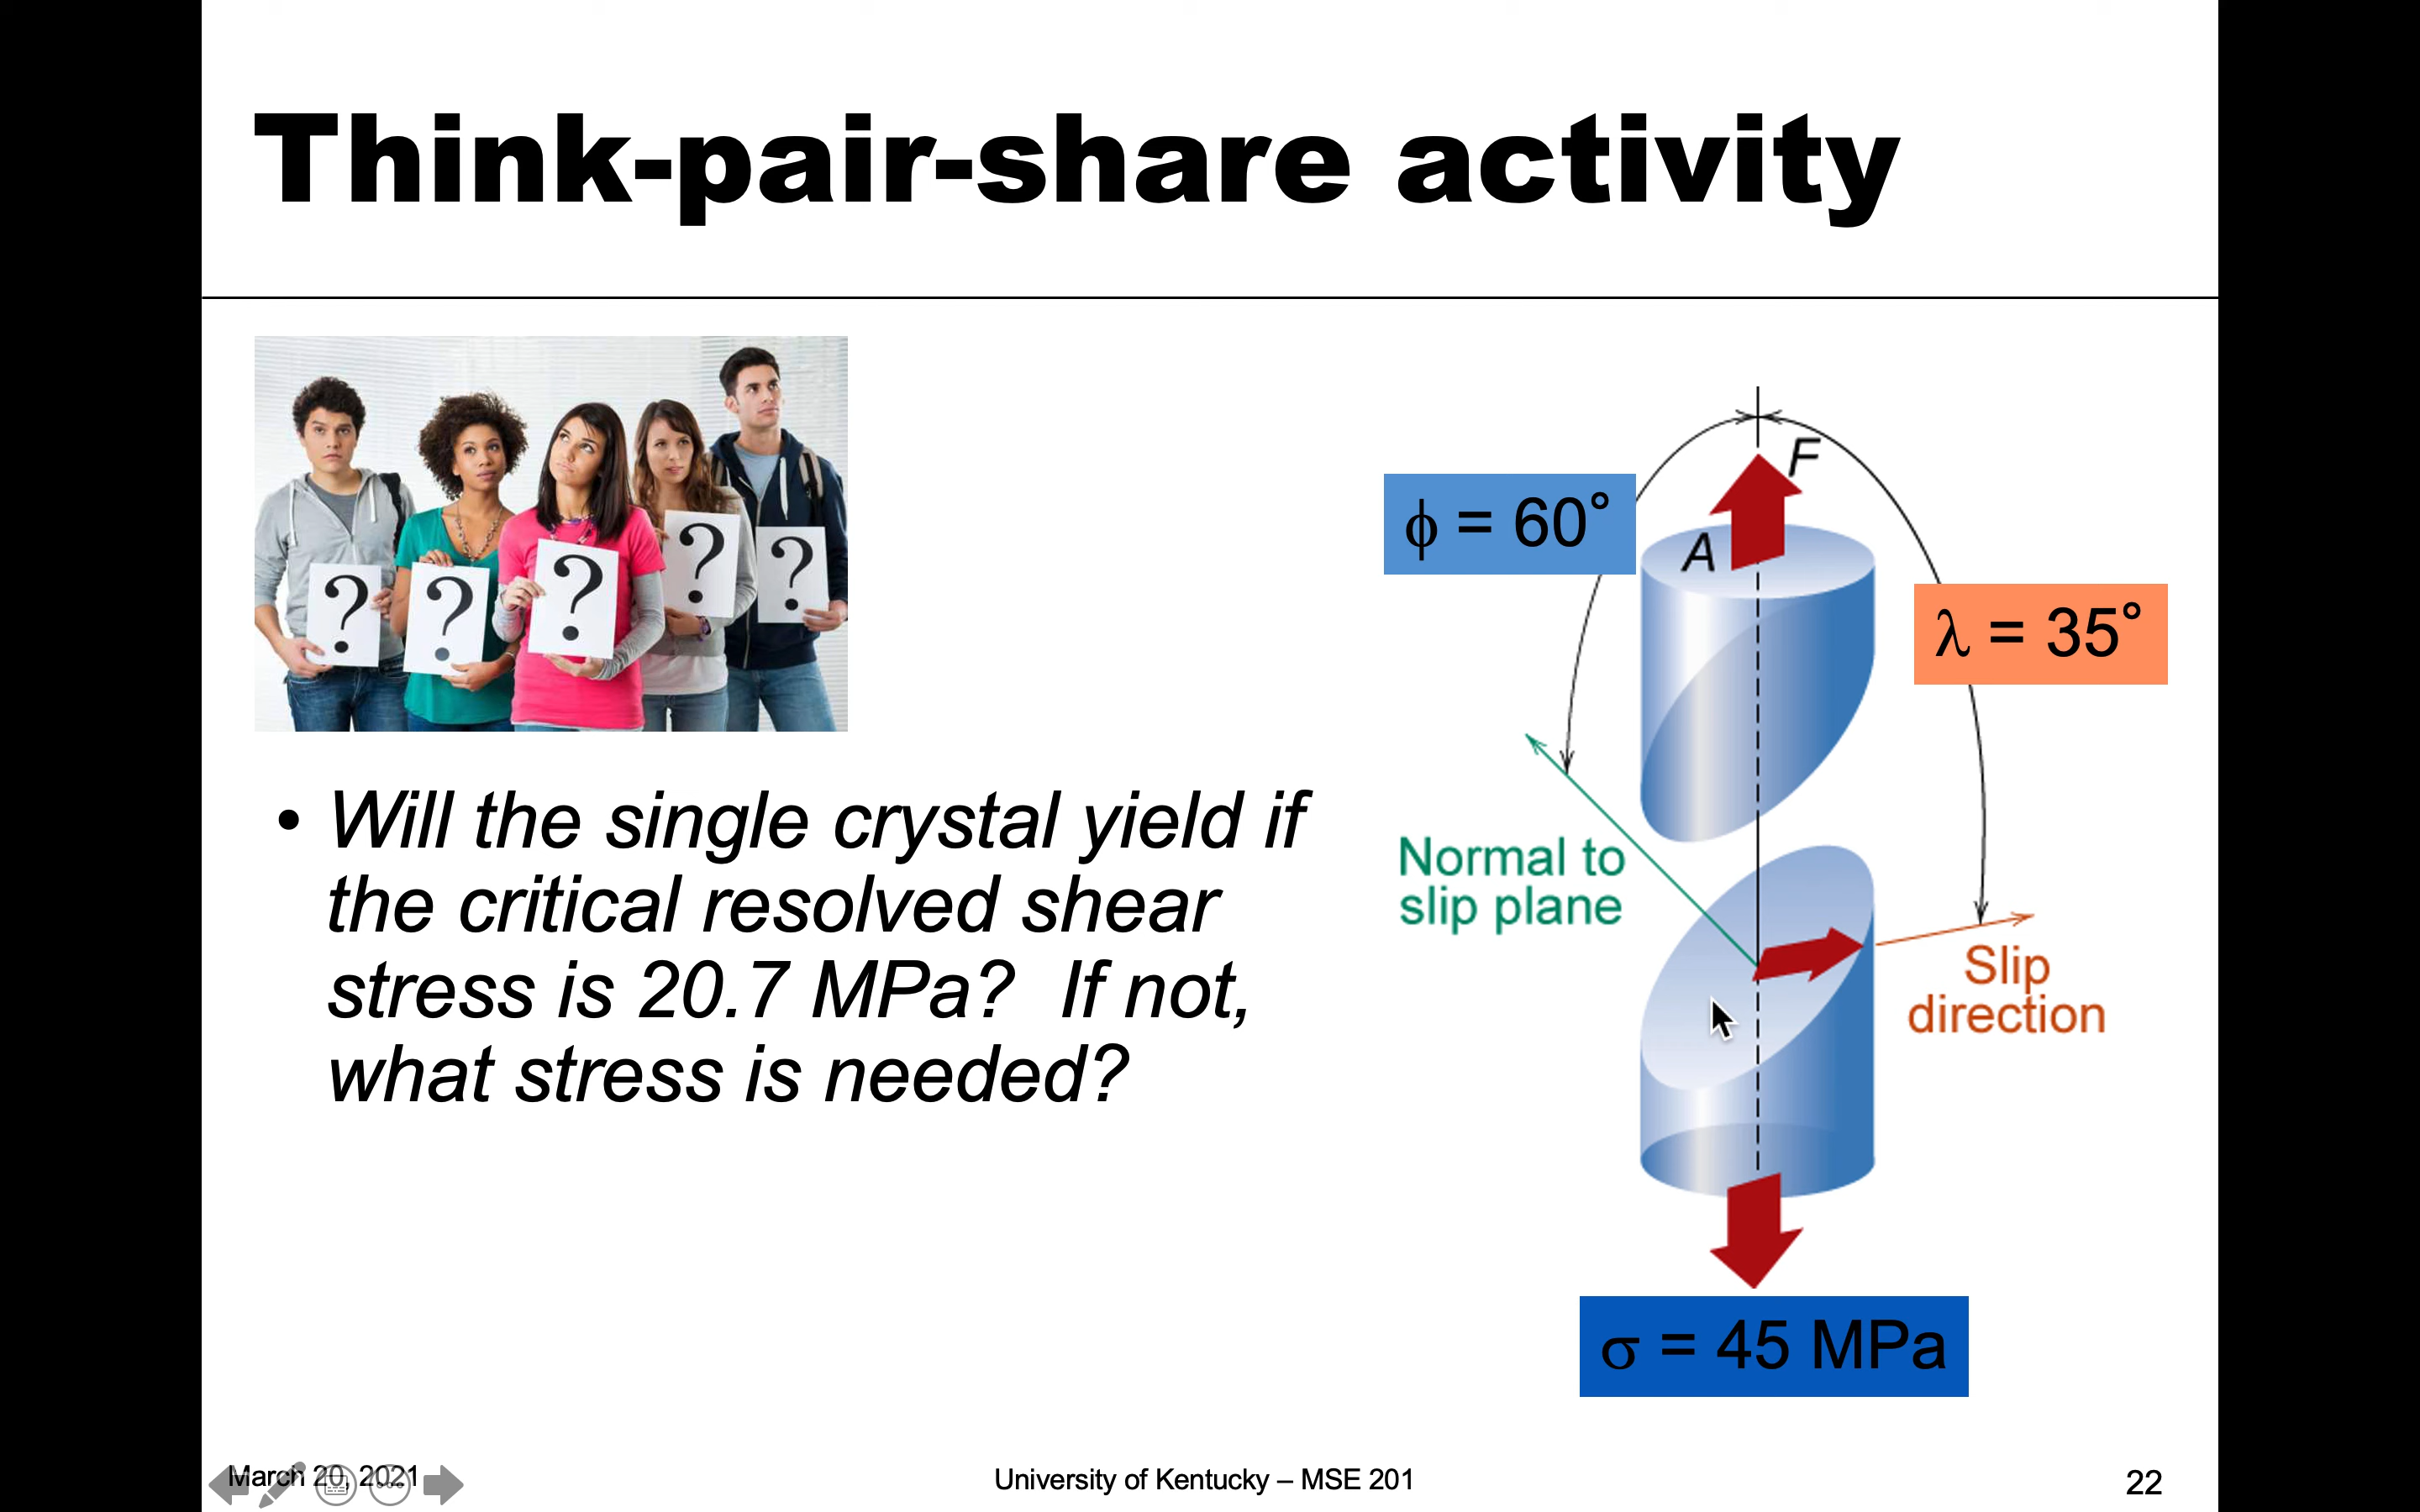 Think-pair-share activity
? ? ? ? ?
• Will the single crystal yield if
the critical resolved shear
stress is 20.7 MPa?  If not,
what stress is needed?
F
ϕ = 60°
A
λ = 35°
Normal to
slip plane
Slip
direction
σ = 45 MPa
March 20, 2021
University of Kentucky – MSE 201
22